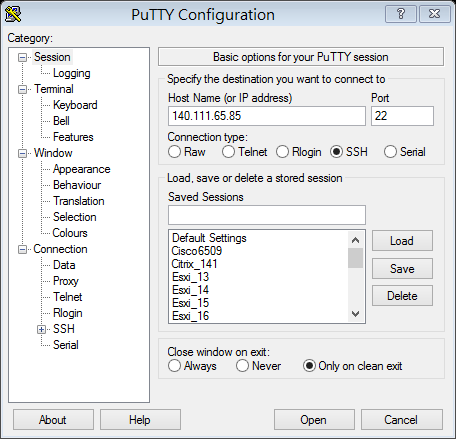 PuTTY Configuration
?
Category:
Session
Logging
Terminal
Keyboard
Bell
Features
Window
Appearance
Behaviour
Translation
Selection
Colours
Connection
Data
Proxy
Telnet
Rlogin
SSH
Serial
Basic options for your PuTTY session
Specify the destination you want to connect to
Host Name (or IP address) Port
140.111.65.85 22
Connection type:
Raw Telnet Rlogin SSH Serial
Load, save or delete a stored session
Saved Sessions
Default Settings
Cisco6509
Citrix_141
Esxi_13
Esxi_14
Esxi_15
Esxi_16
Load
Save
Delete
Close window on exit:
Always Never Only on clean exit
About Help Open Cancel